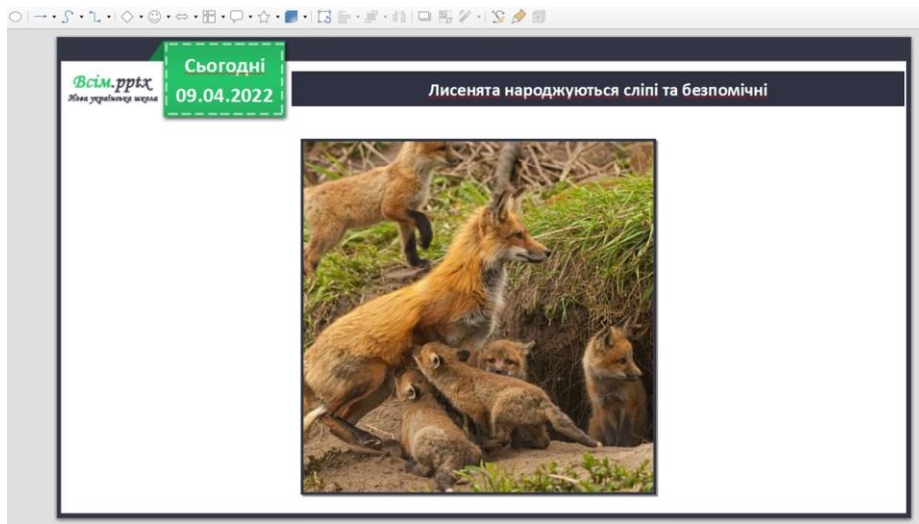 Сьогодні
09.04.2022
Всім.pptx
Нова українська школа
Лисенята народжуються сліпі та безпомічні